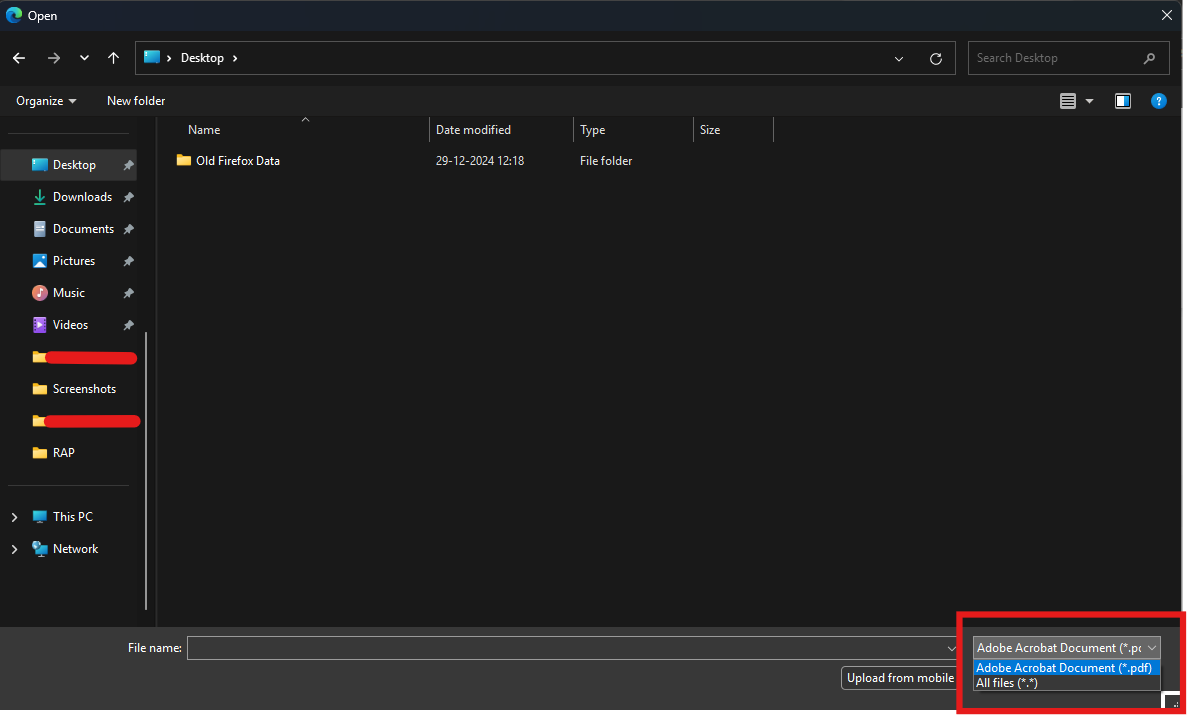 Open
Desktop
Search Desktop
Organize
New folder
Name
Date modified
Type
Size
Old Firefox Data
29-12-2024 12:18
File folder
Desktop
Downloads
Documents
Pictures
Music
Videos
Screenshots
RAP
This PC
Network
File name:
Adobe Acrobat Document (*.pc
Adobe Acrobat Document (*.pdf)
All files (*.*)
Upload from mobile